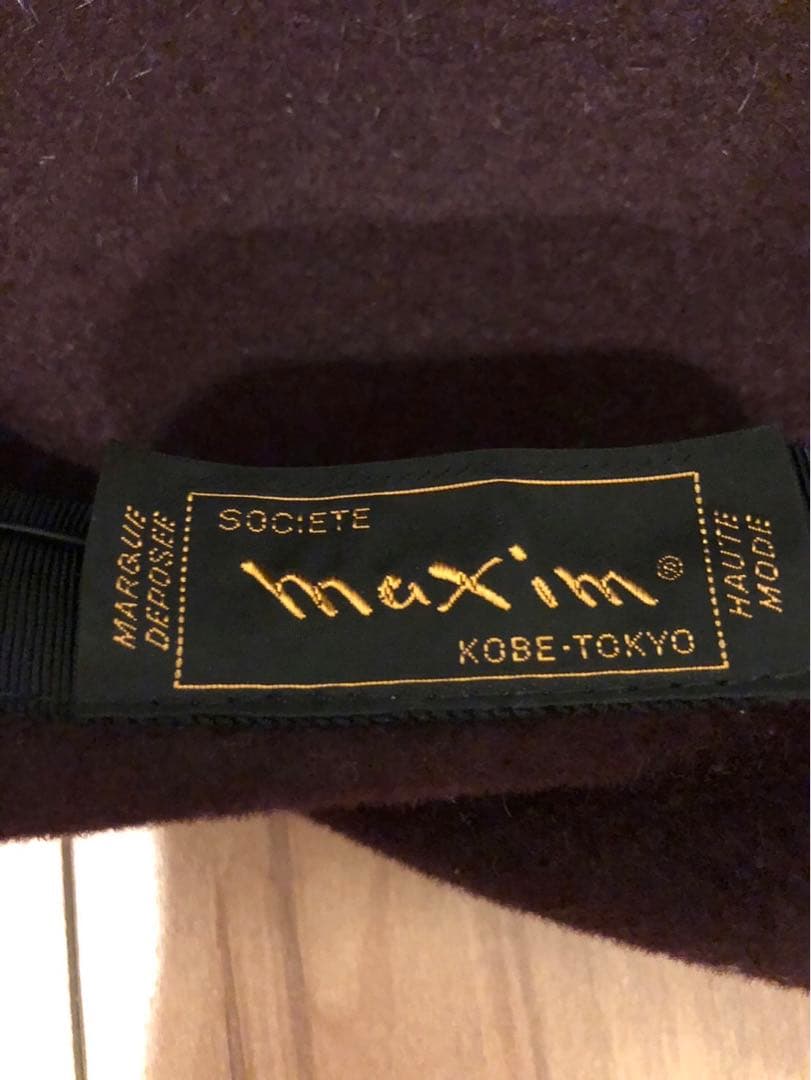 MARQUE
DEPOSEE
SOCIETE
maxim®
KOBE·TOKYO
HAUTE
MODE